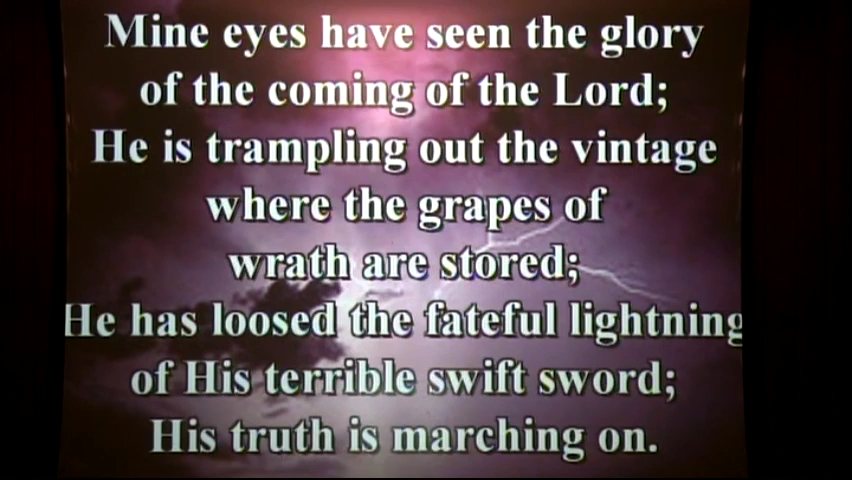 Mine eyes have seen the glory
of the coming of the Lord;
He is trampling out the vintage
where the grapes of
wrath are stored;
He has loosed the fateful lightning
of His terrible swift sword;
His truth is marching on.